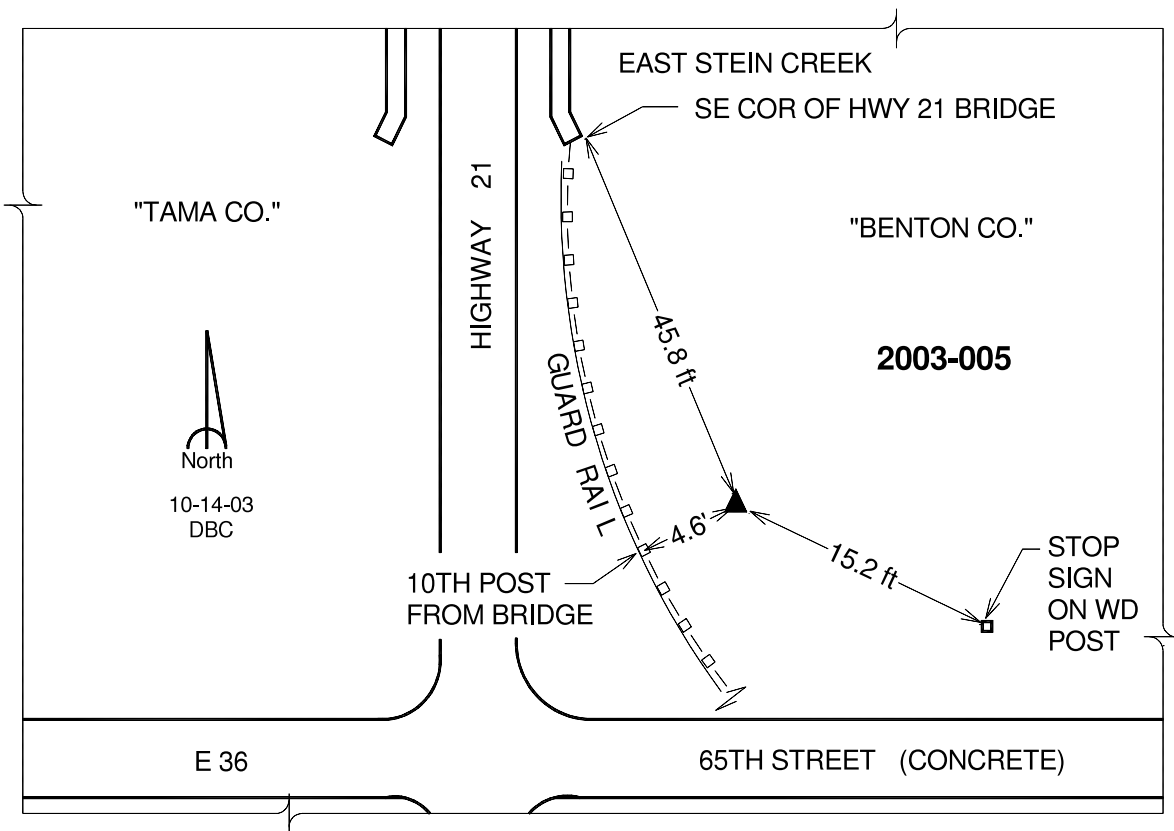 EAST STEIN CREEK
SE COR OF HWY 21 BRIDGE
"TAMA CO."
HIGHWAY 21
"BENTON CO."
45.8 ft
2003-005
GUARD RAIL
North
10-14-03
DBC
4.6'
15.2 ft
10TH POST
FROM BRIDGE
STOP
SIGN
ON WD
POST
E 36
65TH STREET (CONCRETE)